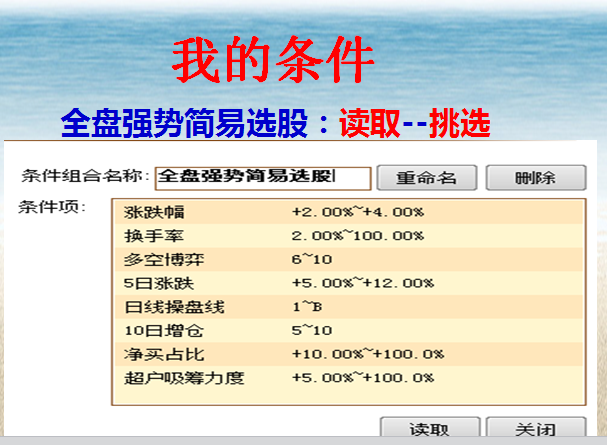 我的条件
全盘强势简易选股：读取--挑选
条件组合名称: 全盘强势简易选股 重命名 删除
条件项:
涨跌幅 +2.00%~+4.00%
换手率 2.00%~100.00%
多空博弈 6~10
5日涨跌 +5.00%~+12.00%
日线操盘线 1~B
10日增仓 5~10
净买占比 +10.00%~+100.0%
超户吸筹力度 +5.00%~+100.0%
读取 关闭